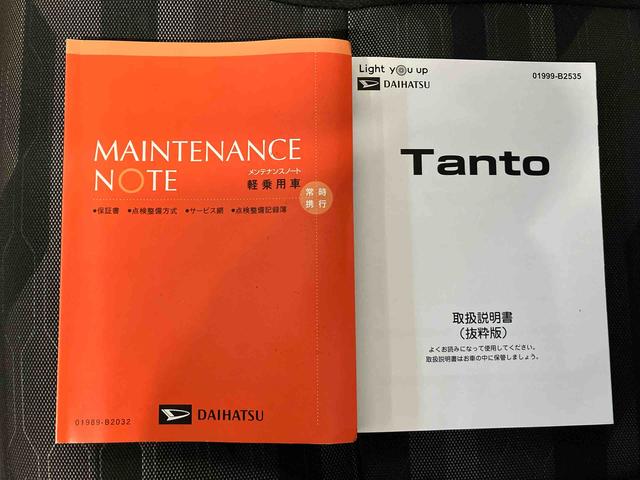 MAINTENANCE
NOTE
メンテナンスノート
軽乗用車
常時
携行
●保証書 ●点検整備方式 ●サービス網 ●点検整備記録簿
01989-B2032
DAIHATSU
Light you up
DAIHATSU
01999-B2535
Tanto
取扱説明書
(抜粋版)
よくお読みになって使用してください。
取扱説明書はお車の中に保管しましょう。